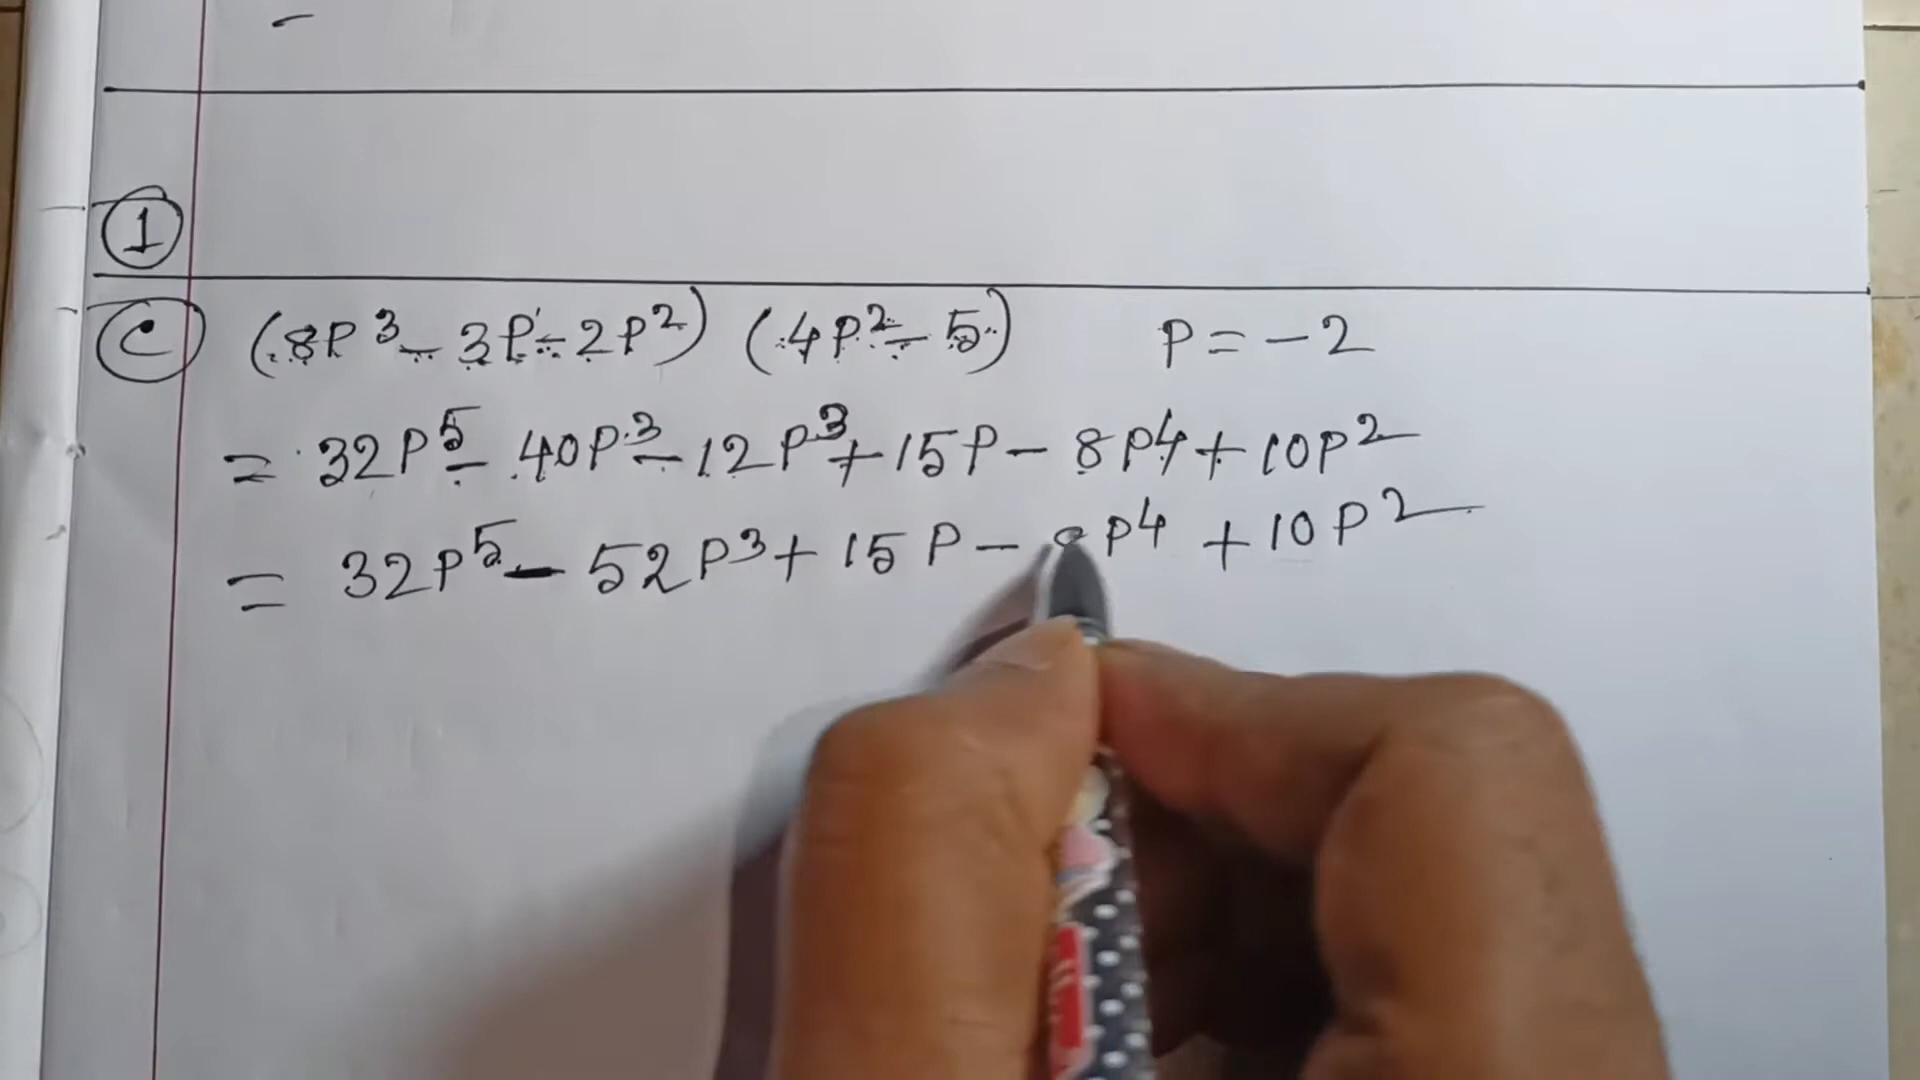 1
C (8P³ - 3P - 2P²) (4P² - 5) P = -2
= 32P⁵ - 40P³ - 12P³ + 15P - 8P⁴ + 10P²
= 32P⁵ - 52P³ + 15P - P⁴ + 10P²